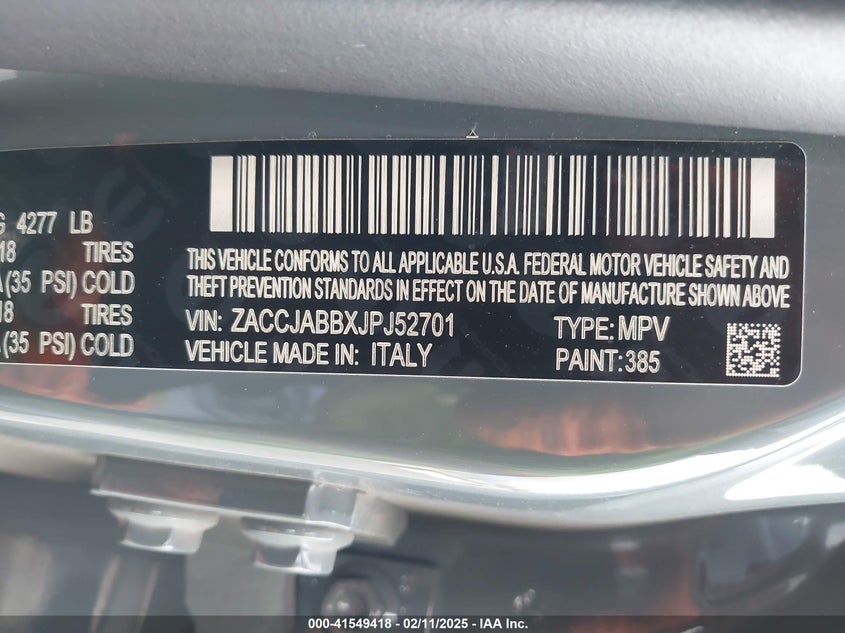 G 4277 LB
18 TIRES
(35 PSI) COLD
18 TIRES
(35 PSI) COLD
THIS VEHICLE CONFORMS TO ALL APPLICABLE U.S.A. FEDERAL MOTOR VEHICLE SAFETY AND
THEFT PREVENTION STANDARDS IN EFFECT ON THE DATE OF MANUFACTURE SHOWN ABOVE
VIN: ZACCJABBXJPJ52701 TYPE: MPV
VEHICLE MADE IN: ITALY PAINT:385
000-41549418 - 02/11/2025 - IAA Inc.